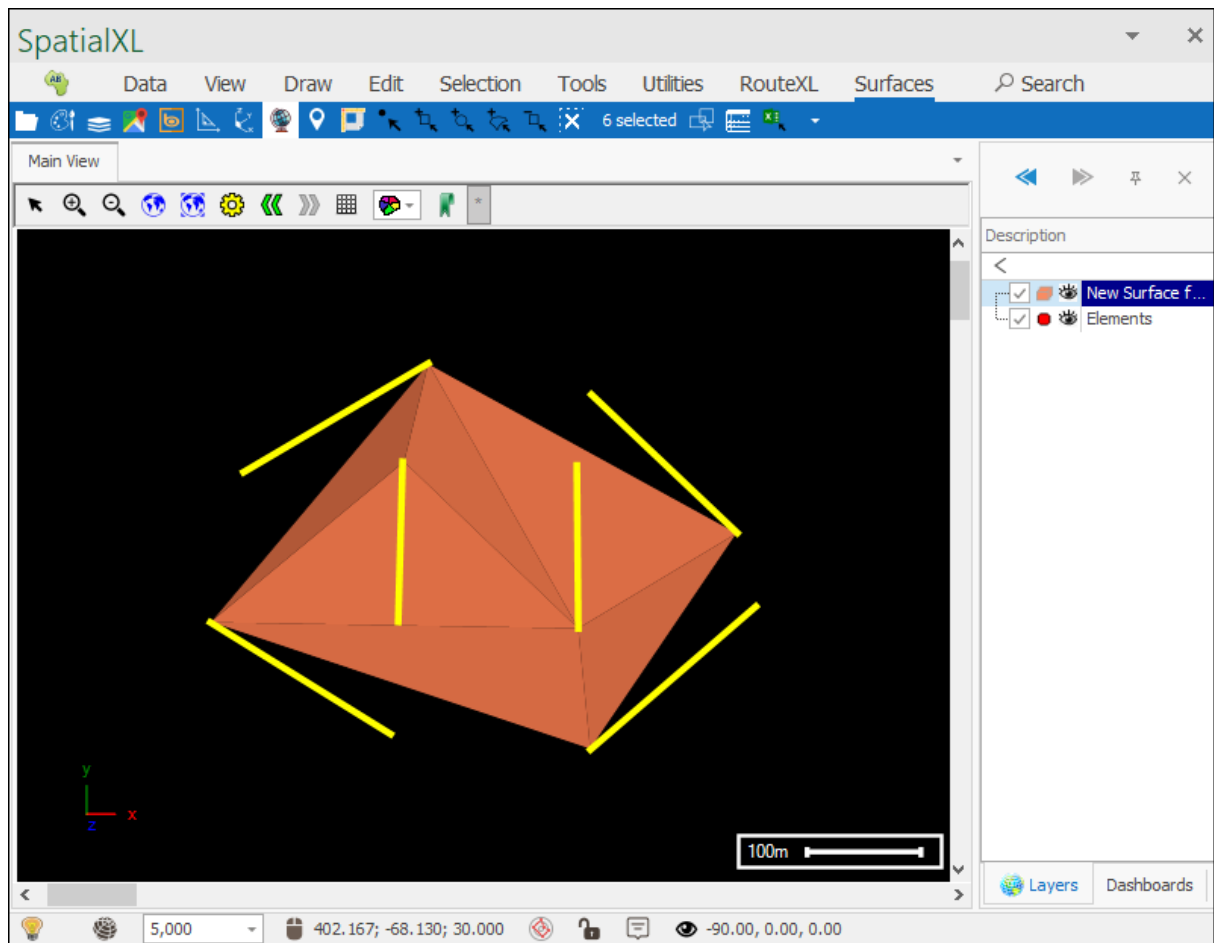 SpatialXL
AB Data View Draw Edit Selection Tools Utilities RouteXL Surfaces Search
6 selected
Main View
*
Description
New Surface f...
Elements
y
x
z
100m
Layers Dashboards
5,000 402.167; -68.130; 30.000 -90.00, 0.00, 0.00